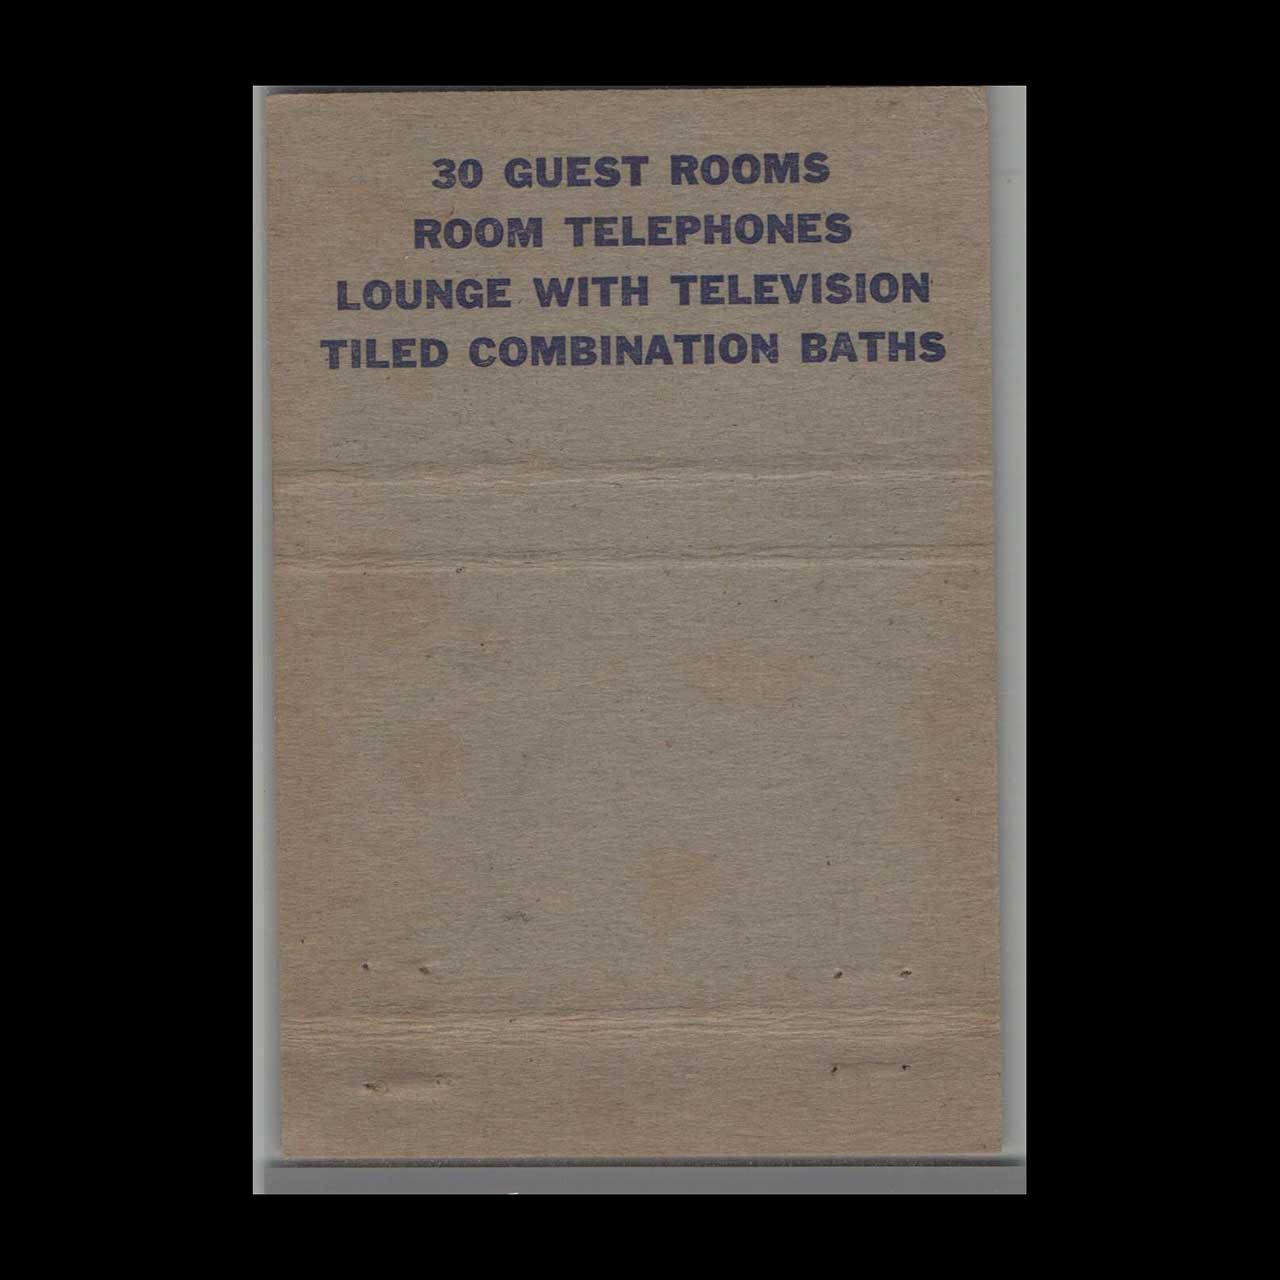 30 GUEST ROOMS
ROOM TELEPHONES
LOUNGE WITH TELEVISION
TILED COMBINATION BATHS